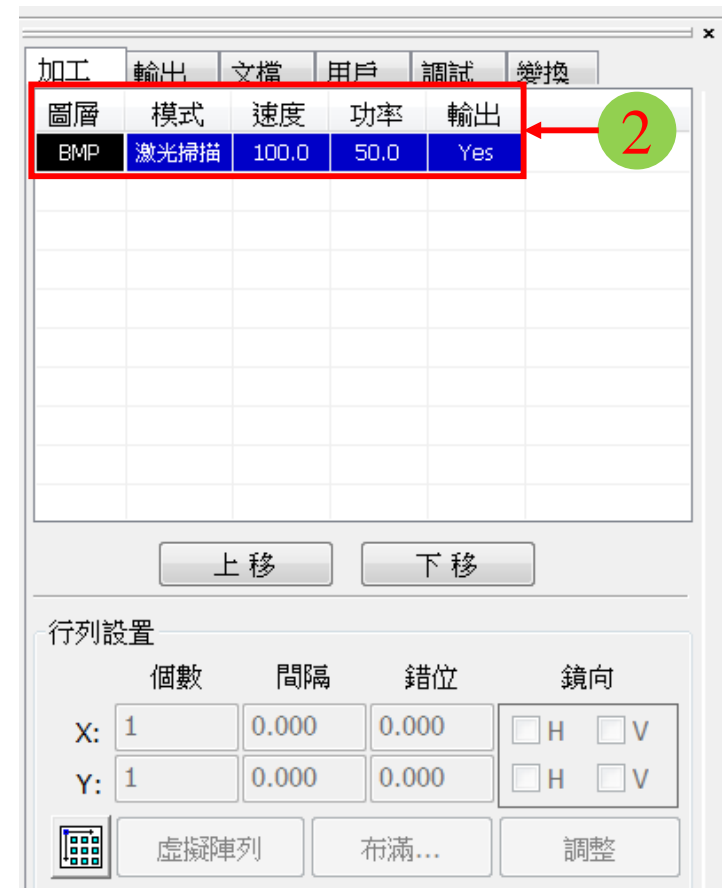 加工 輸出 文檔 用戶 調試 變換
圖層 模式 速度 功率 輸出
BMP 激光掃描 100.0 50.0 Yes
2
上移 下移
行列設置
個數 間隔 錯位 鏡向
X: 1 0.000 0.000 H V
Y: 1 0.000 0.000 H V
虛擬陣列 布滿... 調整